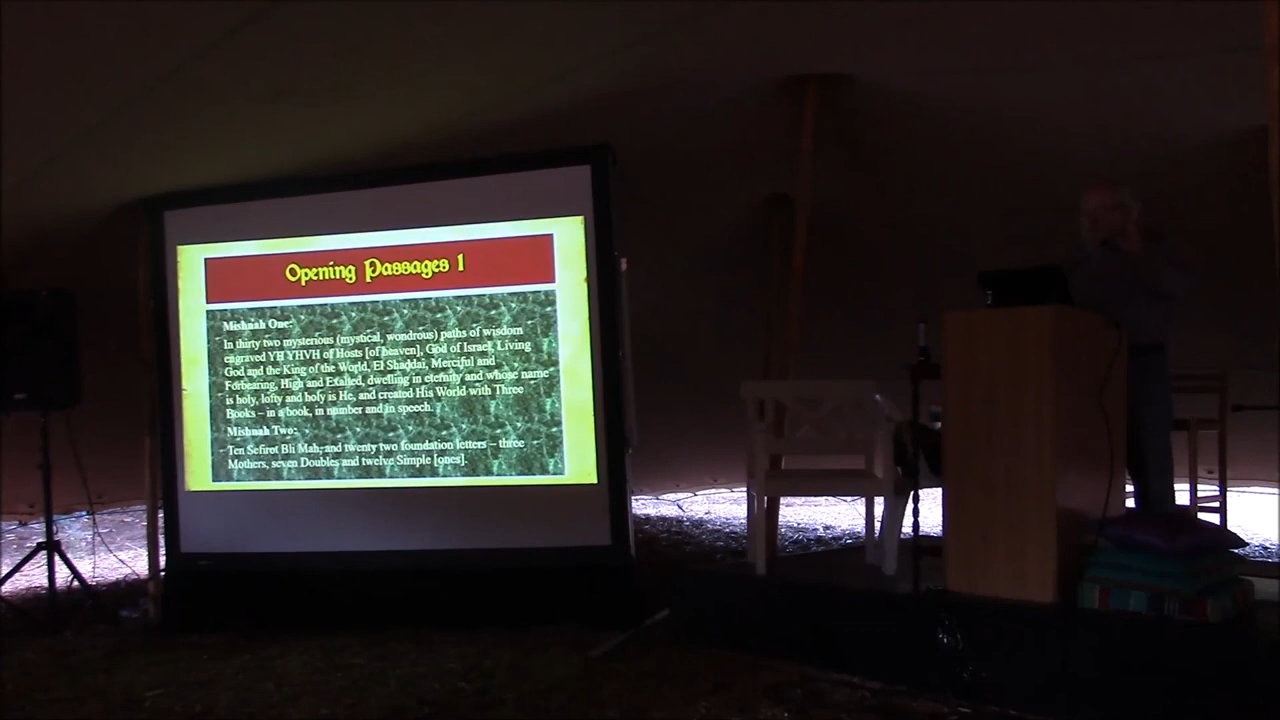 Opening Passages 1
Mishnah One:
In thirty two mysterious (mystical, wondrous) paths of wisdom
engraved YH YHVH of Hosts [of heaven], God of Israel, Living
God and the King of the World, El Shaddai, Merciful and
Forbearing, High and Exalted, dwelling in eternity and whose name
is holy, lofty and holy is He, and created His World with Three
Books – in a book, in number and in speech.
Mishnah Two:
Ten Sefirot Bli Mah, and twenty two foundation letters – three
Mothers, seven Doubles and twelve Simple [ones].